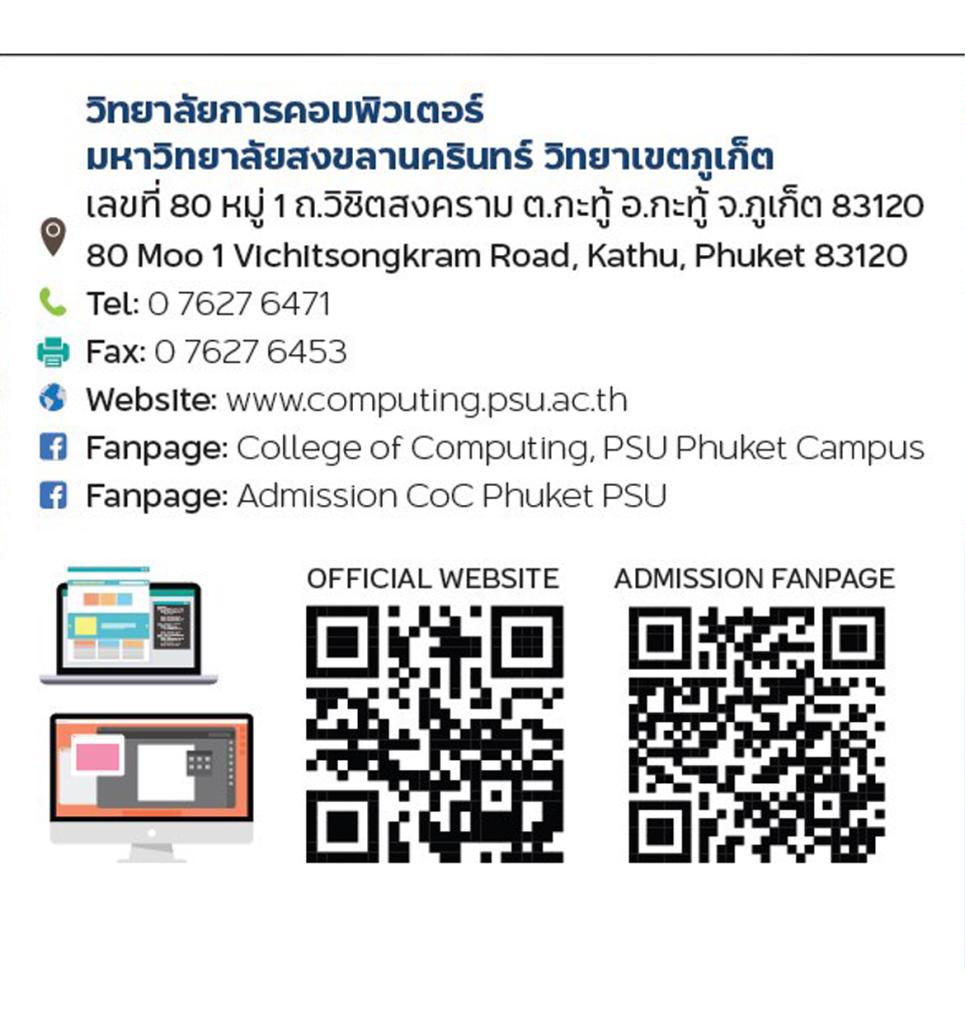 วิทยาลัยการคอมพิวเตอร์
มหาวิทยาลัยสงขลานครินทร์ วิทยาเขตภูเก็ต
เลขที่ 80 หมู่ 1 ถ.วิชิตสงคราม ต.กะทู้ อ.กะทู้ จ.ภูเก็ต 83120
80 Moo 1 Vichitsongkram Road, Kathu, Phuket 83120
Tel: 0 7627 6471
Fax: 0 7627 6453
Website: www.computing.psu.ac.th
Fanpage: College of Computing, PSU Phuket Campus
Fanpage: Admission CoC Phuket PSU
OFFICIAL WEBSITE
ADMISSION FANPAGE